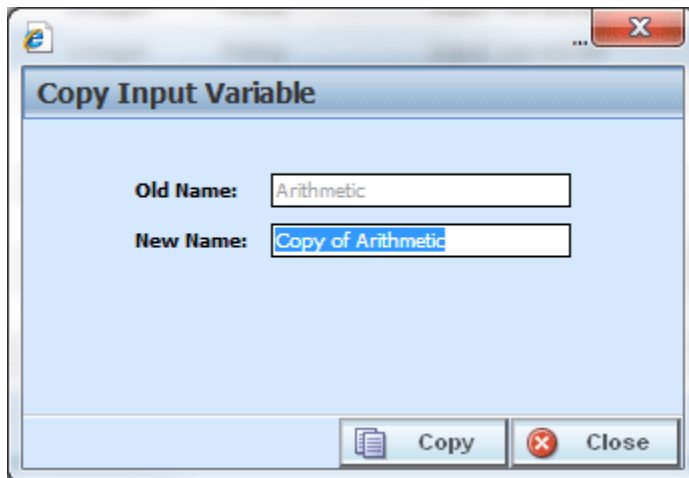 ...
Copy Input Variable
Old Name: Arithmetic
New Name: Copy of Arithmetic
Copy Close